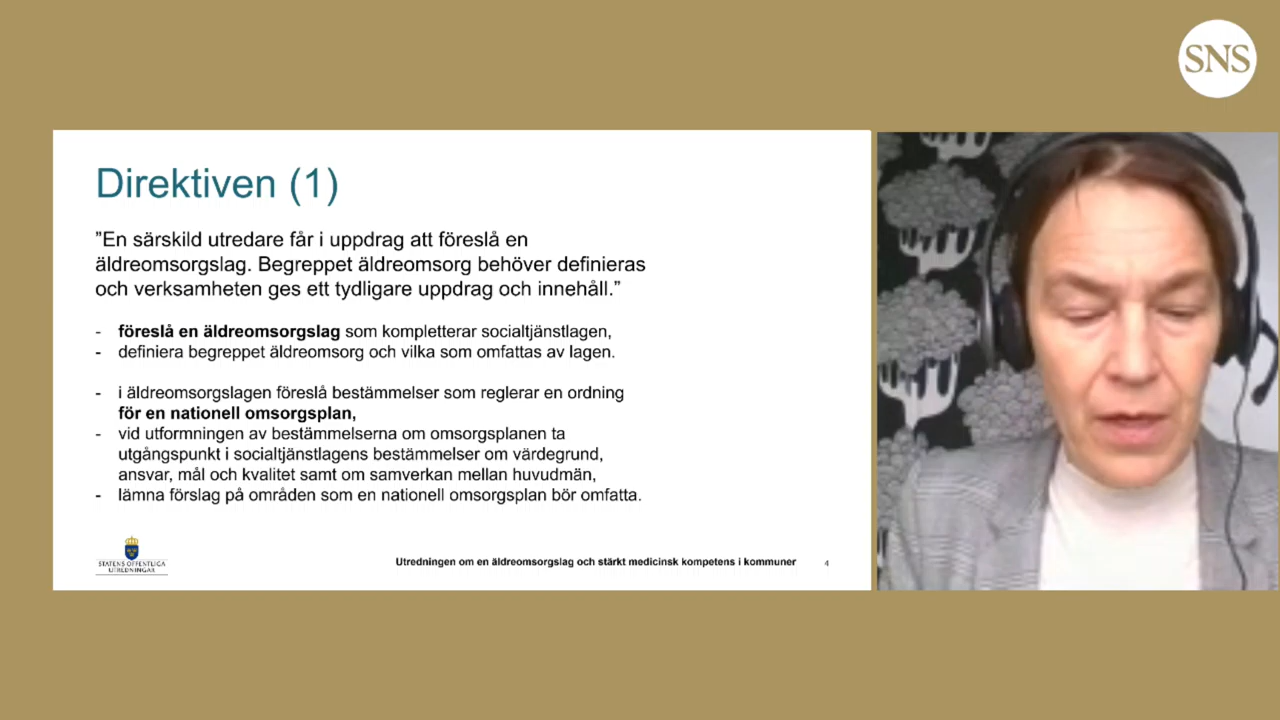 SNS
Direktiven (1)
”En särskild utredare får i uppdrag att föreslå en
äldreomsorgslag. Begreppet äldreomsorg behöver definieras
och verksamheten ges ett tydligare uppdrag och innehåll.”
- föreslå en äldreomsorgslag som kompletterar socialtjänstlagen,
- definiera begreppet äldreomsorg och vilka som omfattas av lagen.
- i äldreomsorgslagen föreslå bestämmelser som reglerar en ordning
för en nationell omsorgsplan,
- vid utformningen av bestämmelserna om omsorgsplanen ta
utgångspunkt i socialtjänstlagens bestämmelser om värdegrund,
ansvar, mål och kvalitet samt om samverkan mellan huvudmän,
- lämna förslag på områden som en nationell omsorgsplan bör omfatta.
STATENS OFFENTLIGA
UTREDNINGAR
Utredningen om en äldreomsorgslag och stärkt medicinsk kompetens i kommuner
4